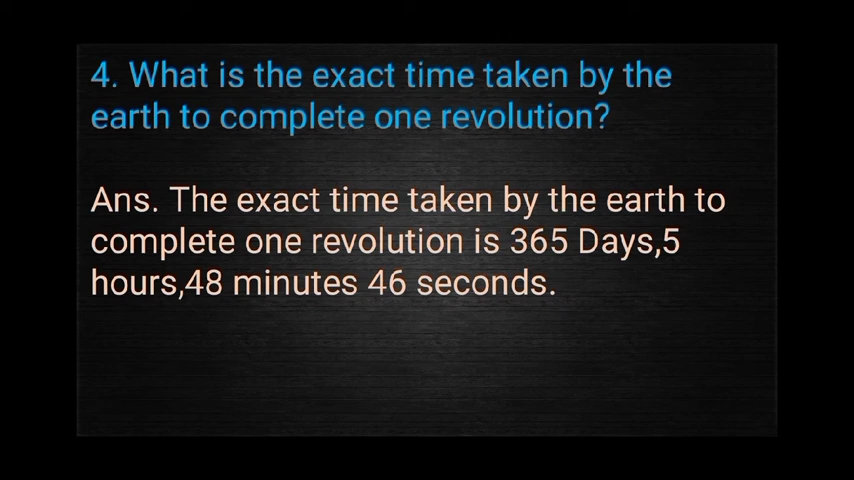 4. What is the exact time taken by the
earth to complete one revolution?
Ans. The exact time taken by the earth to
complete one revolution is 365 Days,5
hours,48 minutes 46 seconds.